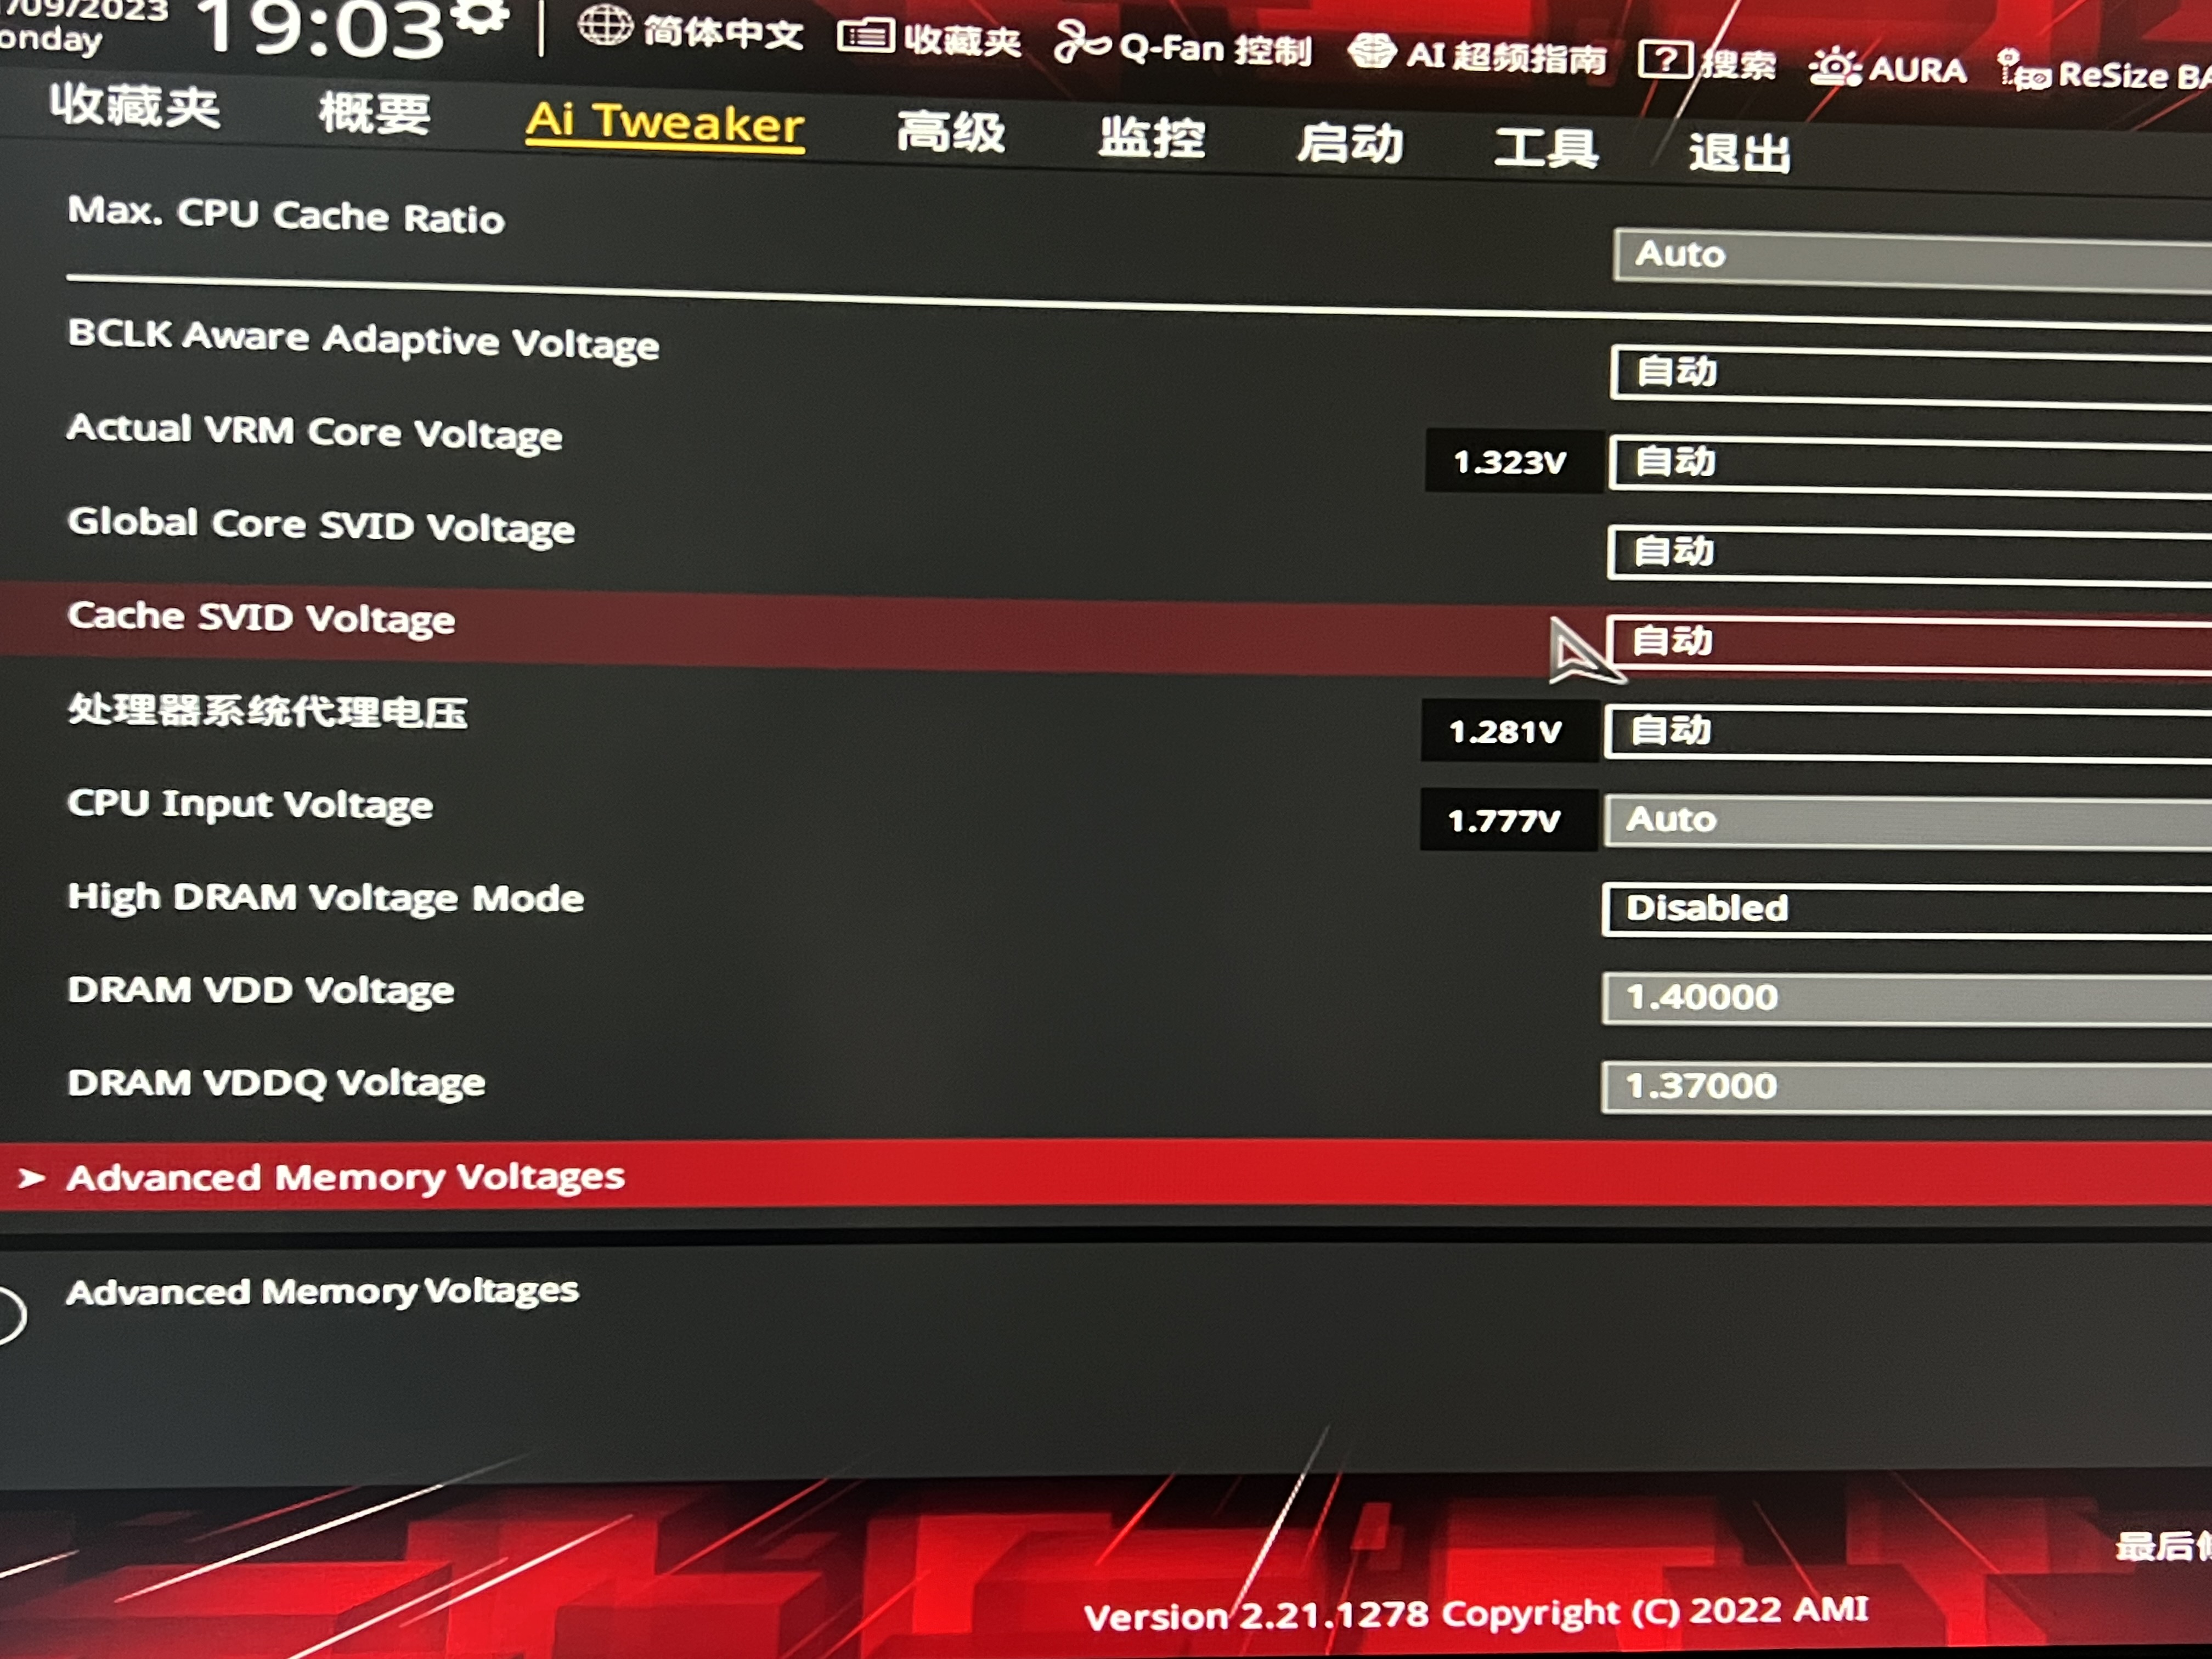 /09/2023
onday
19:03
简体中文
收藏夹
Q-Fan 控制
AI 超频指南
搜索
AURA
ReSize BA
收藏夹
概要
Ai Tweaker
高级
监控
启动
工具
退出
Max. CPU Cache Ratio
Auto
BCLK Aware Adaptive Voltage
自动
Actual VRM Core Voltage
1.323V
自动
Global Core SVID Voltage
自动
Cache SVID Voltage
自动
处理器系统代理电压
1.281V
自动
CPU Input Voltage
1.777V
Auto
High DRAM Voltage Mode
Disabled
DRAM VDD Voltage
1.40000
DRAM VDDQ Voltage
1.37000
Advanced Memory Voltages
Advanced Memory Voltages
最后
Version 2.21.1278 Copyright (C) 2022 AMI